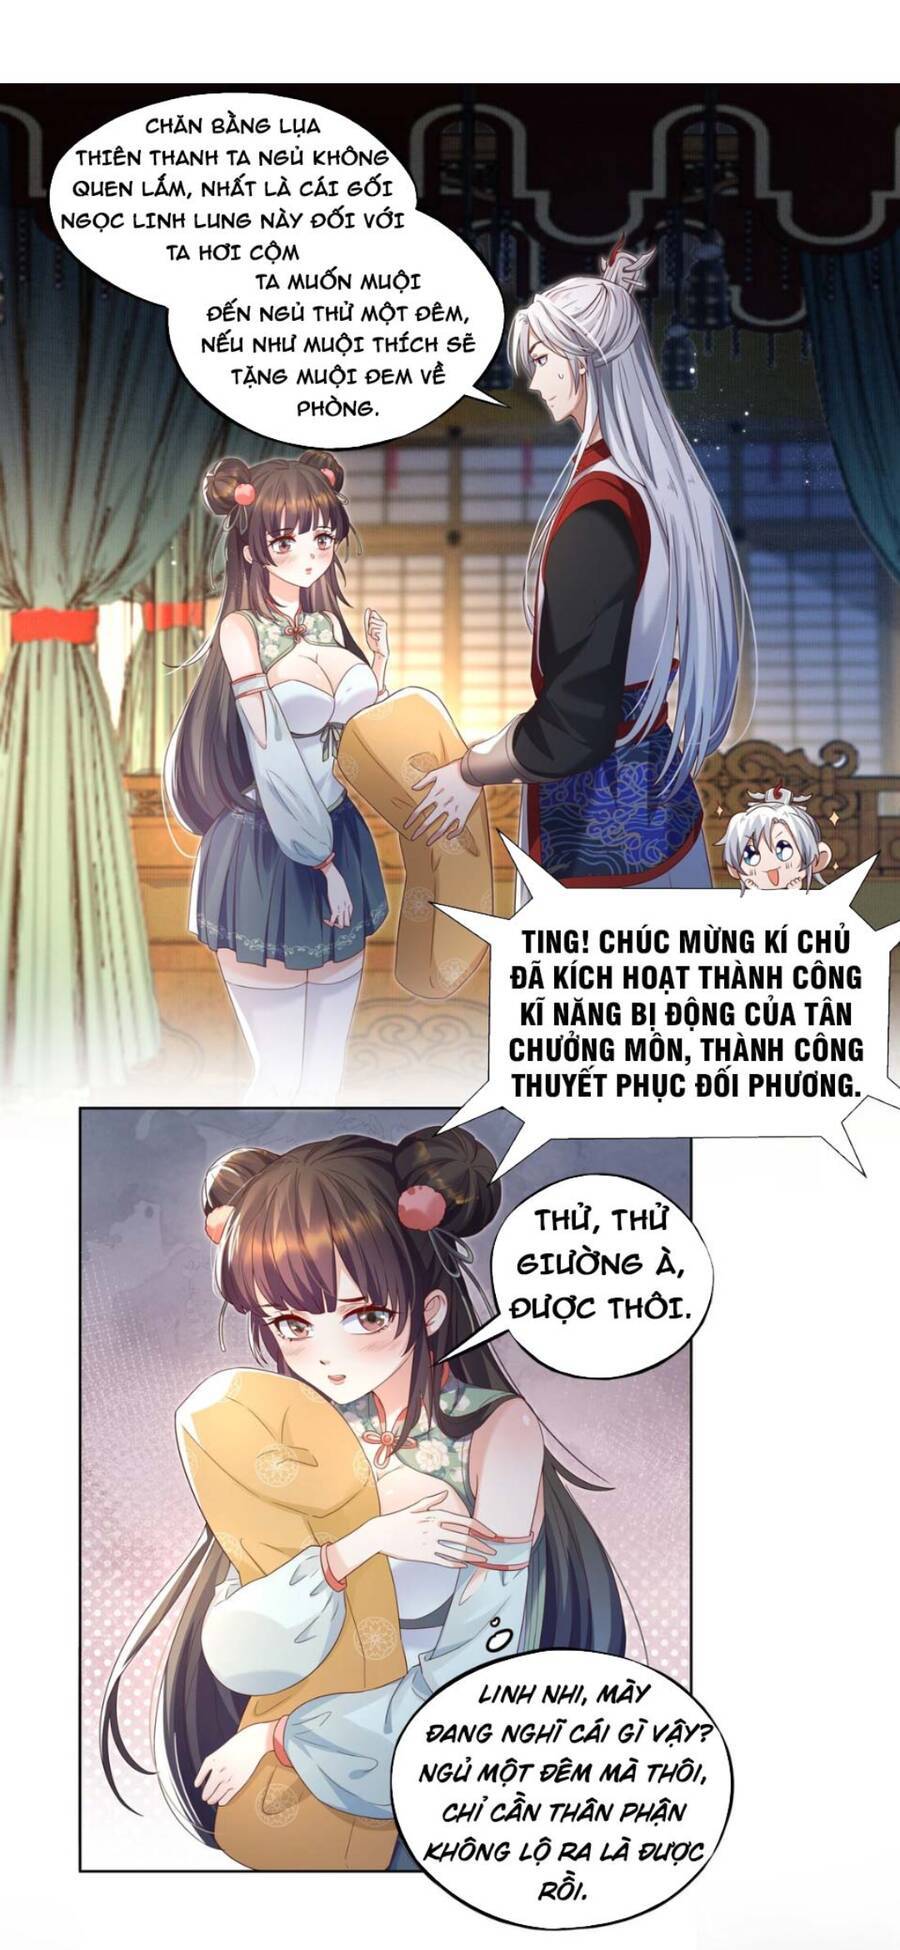 CHĂN BẰNG LỤA
THIÊN THANH TA NGỦ KHÔNG
QUEN LẮM, NHẤT LÀ CÁI GỐI
NGỌC LINH LUNG NÀY ĐỐI VỚI
TA HƠI CỘM
TA MUỐN MUỘI
ĐẾN NGỦ THỬ MỘT ĐÊM,
NẾU NHƯ MUỘI THÍCH SẼ
TẶNG MUỘI ĐEM VỀ
PHÒNG.
TING! CHÚC MỪNG KÍ CHỦ
ĐÃ KÍCH HOẠT THÀNH CÔNG
KĨ NĂNG BỊ ĐỘNG CỦA TÂN
CHƯỞNG MÔN, THÀNH CÔNG
THUYẾT PHỤC ĐỐI PHƯƠNG.
THỬ, THỬ
GIƯỜNG À,
ĐƯỢC THÔI.
LINH NHI, MÀY
ĐANG NGHĨ CÁI GÌ VẬY?
NGỦ MỘT ĐÊM MÀ THÔI,
CHỈ CẦN THÂN PHẬN
KHÔNG LỘ RA LÀ ĐƯỢC
RỒI.